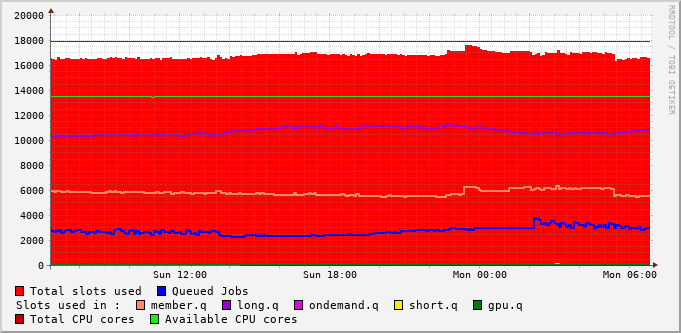 RRDTOOL / TOBI OETIKER
20000
18000
16000
14000
12000
10000
8000
6000
4000
2000
0
Sun 12:00 Sun 18:00 Mon 00:00 Mon 06:00
Total slots used Queued Jobs
Slots used in : member.q long.q ondemand.q short.q gpu.q
Total CPU cores Available CPU cores